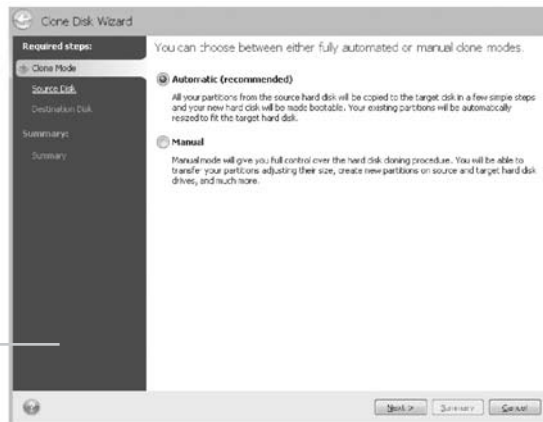 Clone Disk Wizard
Required steps:
Clone Mode
Source Disk
Destination Disk
Summary:
Summary
You can choose between either fully automated or manual clone modes.
Automatic (recommended)
All your partitions from the source hard disk will be copied to the target disk in a few simple steps
and your new hard disk will be made bootable. Your existing partitions will be automatically
resized to fit the target hard disk.
Manual
Manual mode will give you full control over the hard disk cloning procedure. You will be able to
transfer your partitions adjusting their size, create new partitions on source and target hard disk
drives, and much more.
Next >
Summary
Cancel